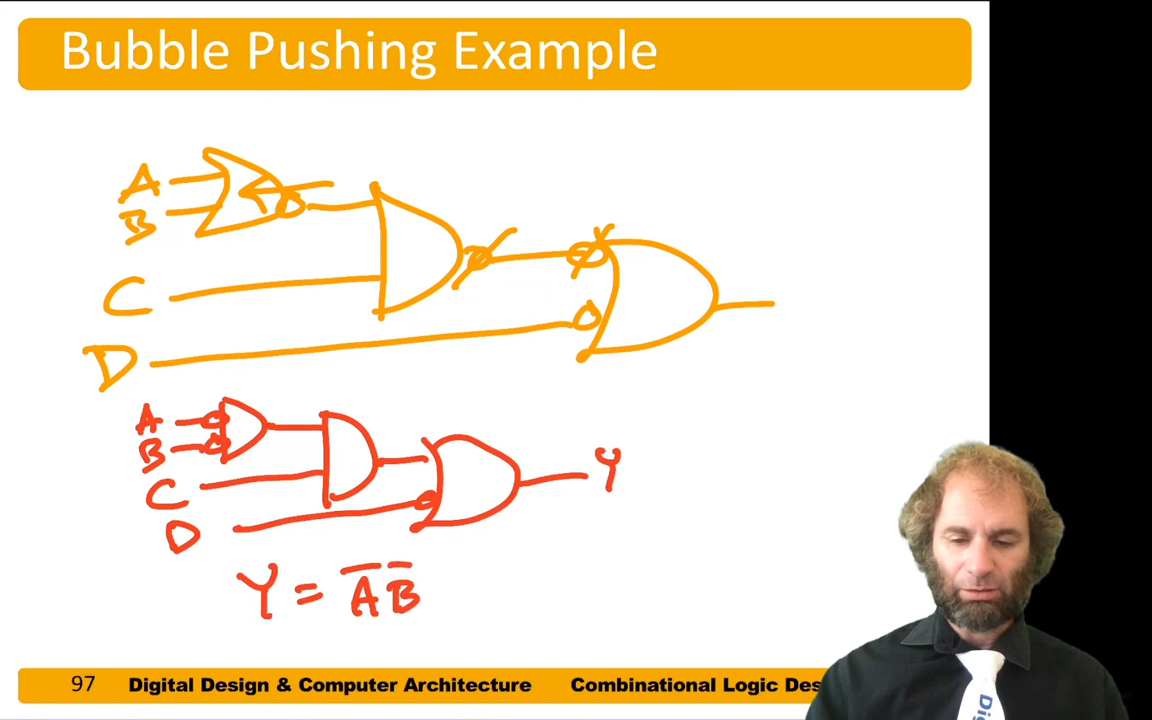 Bubble Pushing Example
A
B
C
D
A
B
C
D
Y
Y = A̅ B̅
97 Digital Design & Computer Architecture Combinational Logic Des